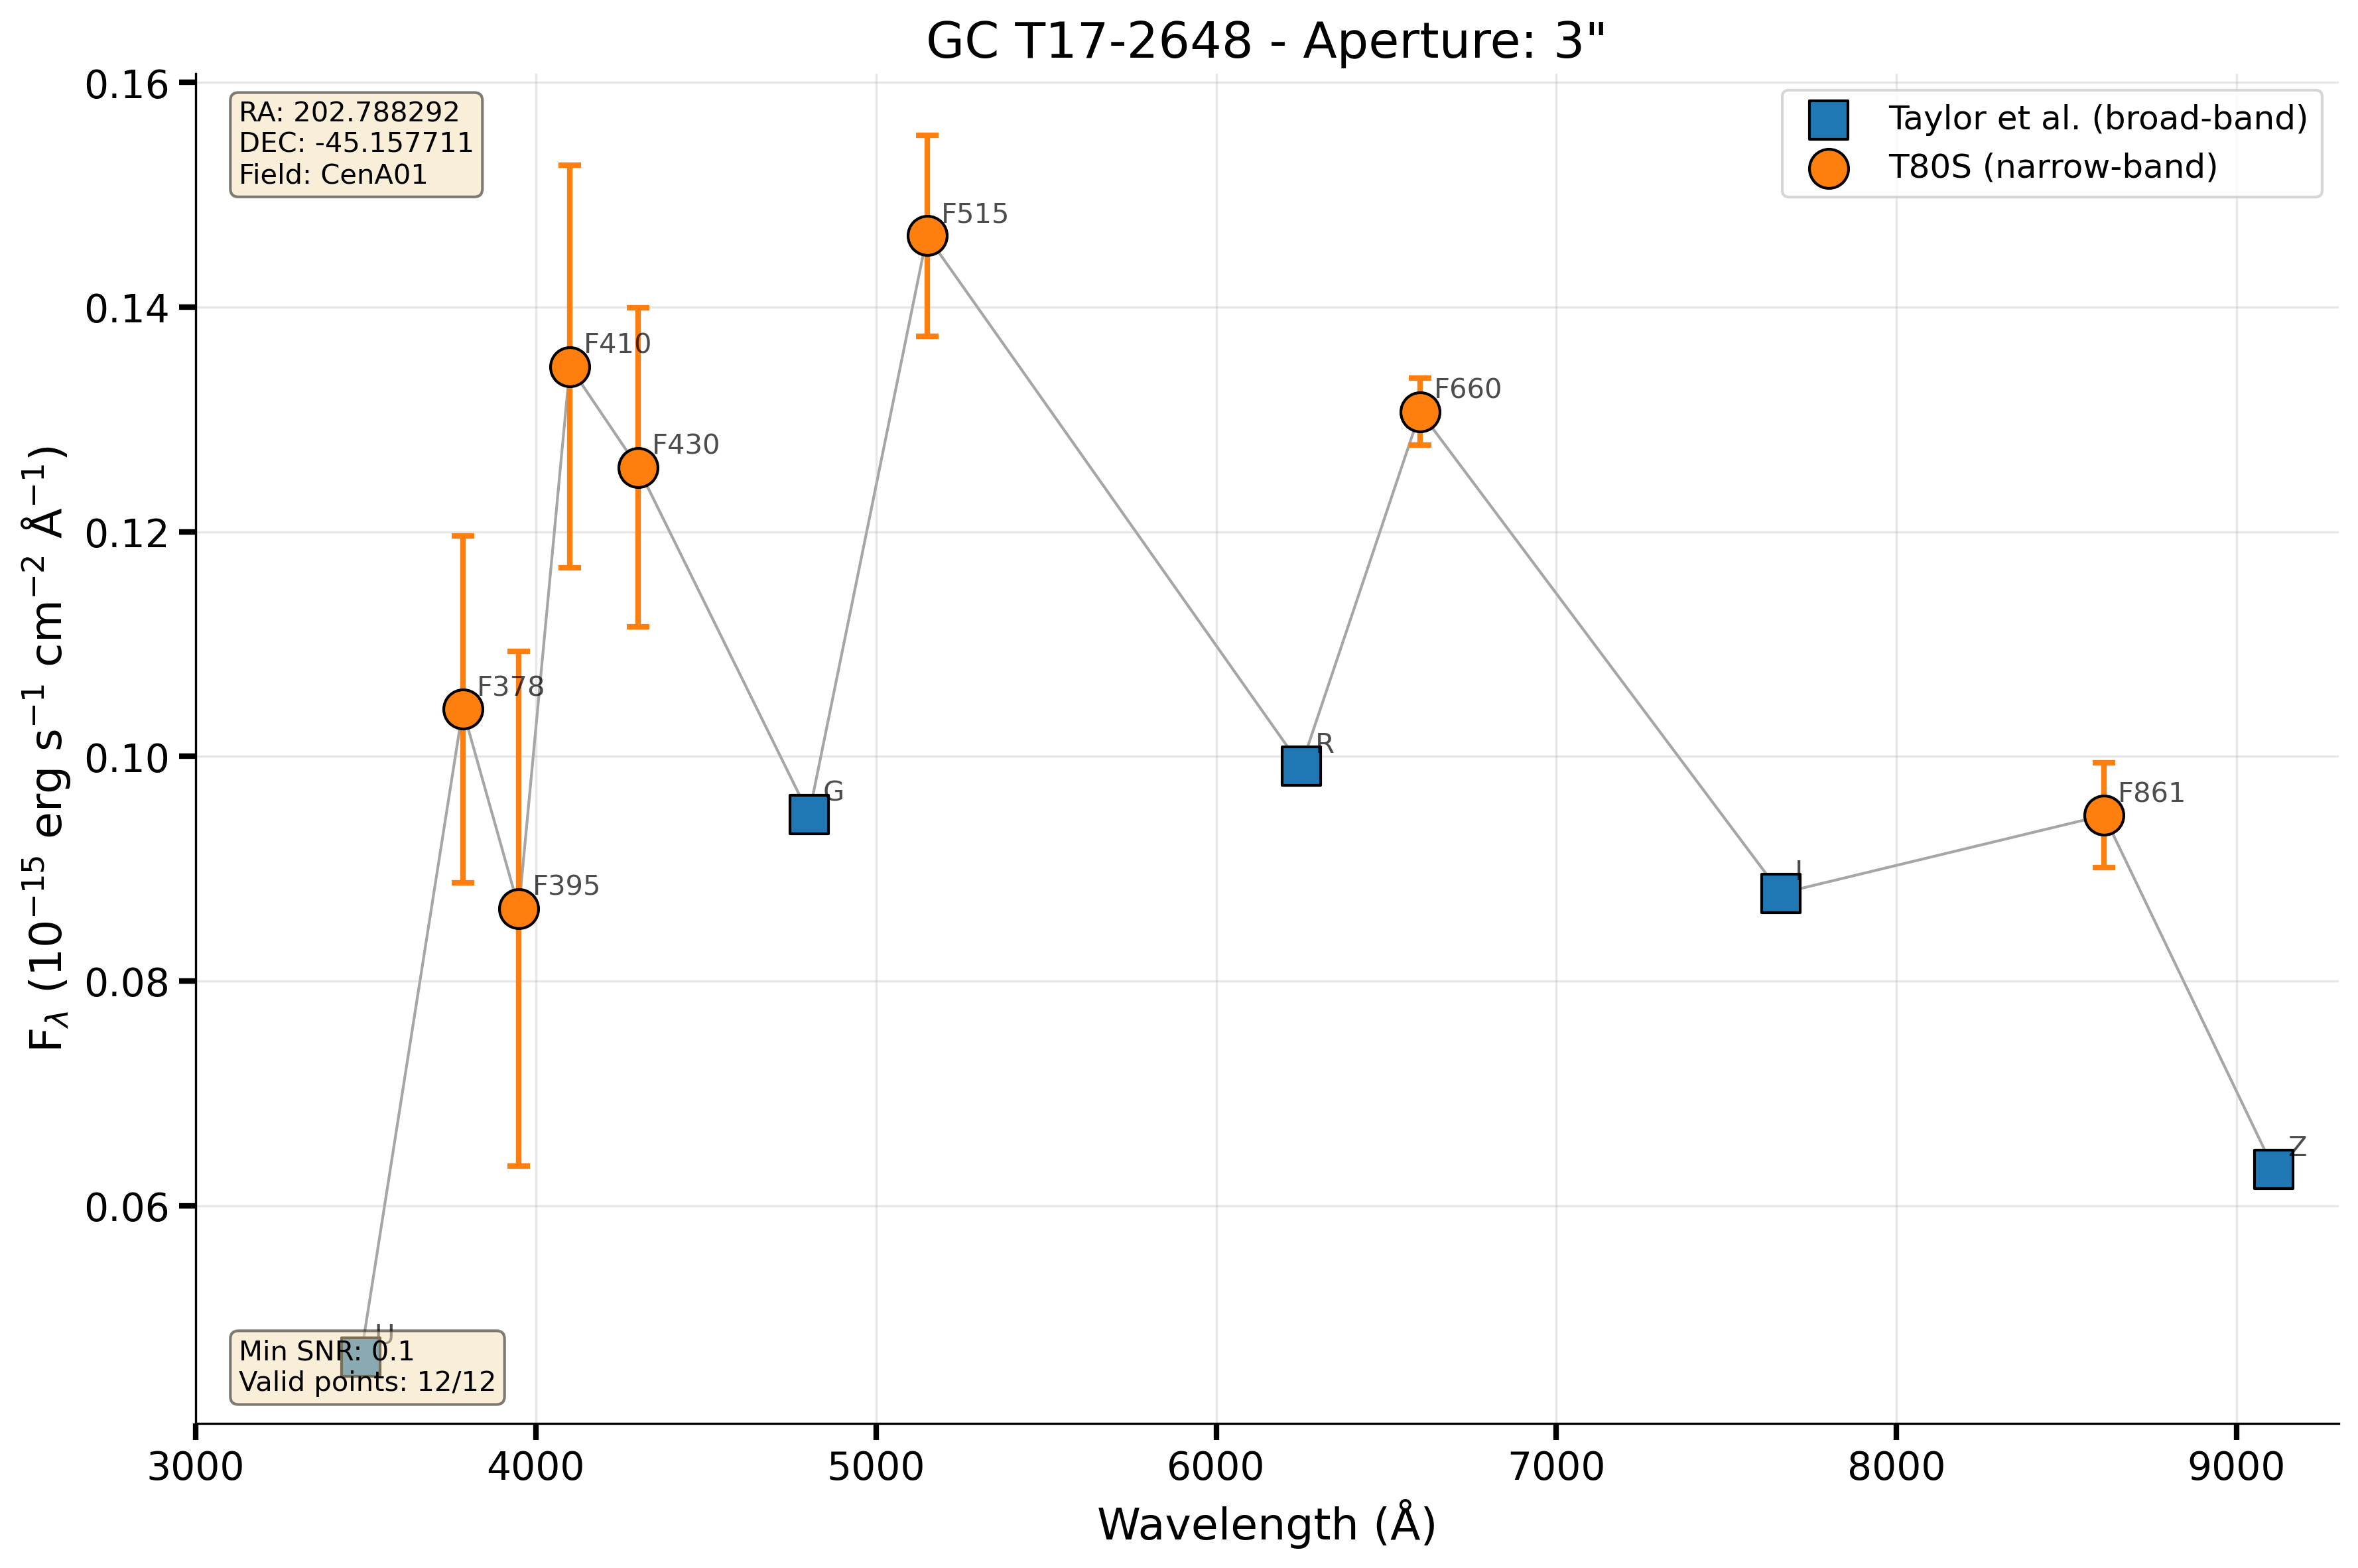 GC T17-2648 - Aperture: 3"
RA: 202.788292
DEC: -45.157711
Field: CenA01
Taylor et al. (broad-band)
T80S (narrow-band)
0.16
0.14
0.12
0.10
0.08
0.06
F_λ (10⁻¹⁵ erg s⁻¹ cm⁻² Å⁻¹)
F515
F410
F660
F430
F378
R
G
F861
I
F395
Z
U
Min SNR: 0.1
Valid points: 12/12
3000 4000 5000 6000 7000 8000 9000
Wavelength (Å)